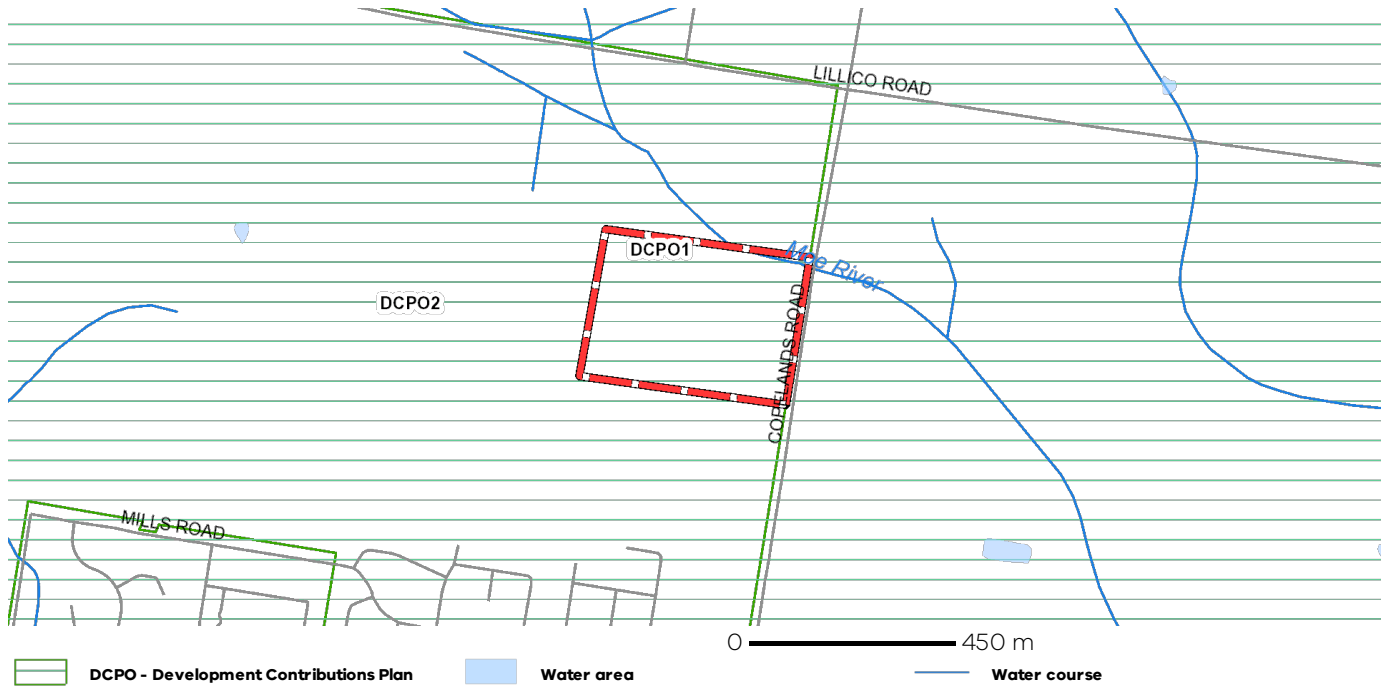 LILLICO ROAD
DCPO1
Moe River
DCPO2
COPELANDS ROAD
MILLS ROAD
0 450 m
DCPO - Development Contributions Plan
Water area
Water course